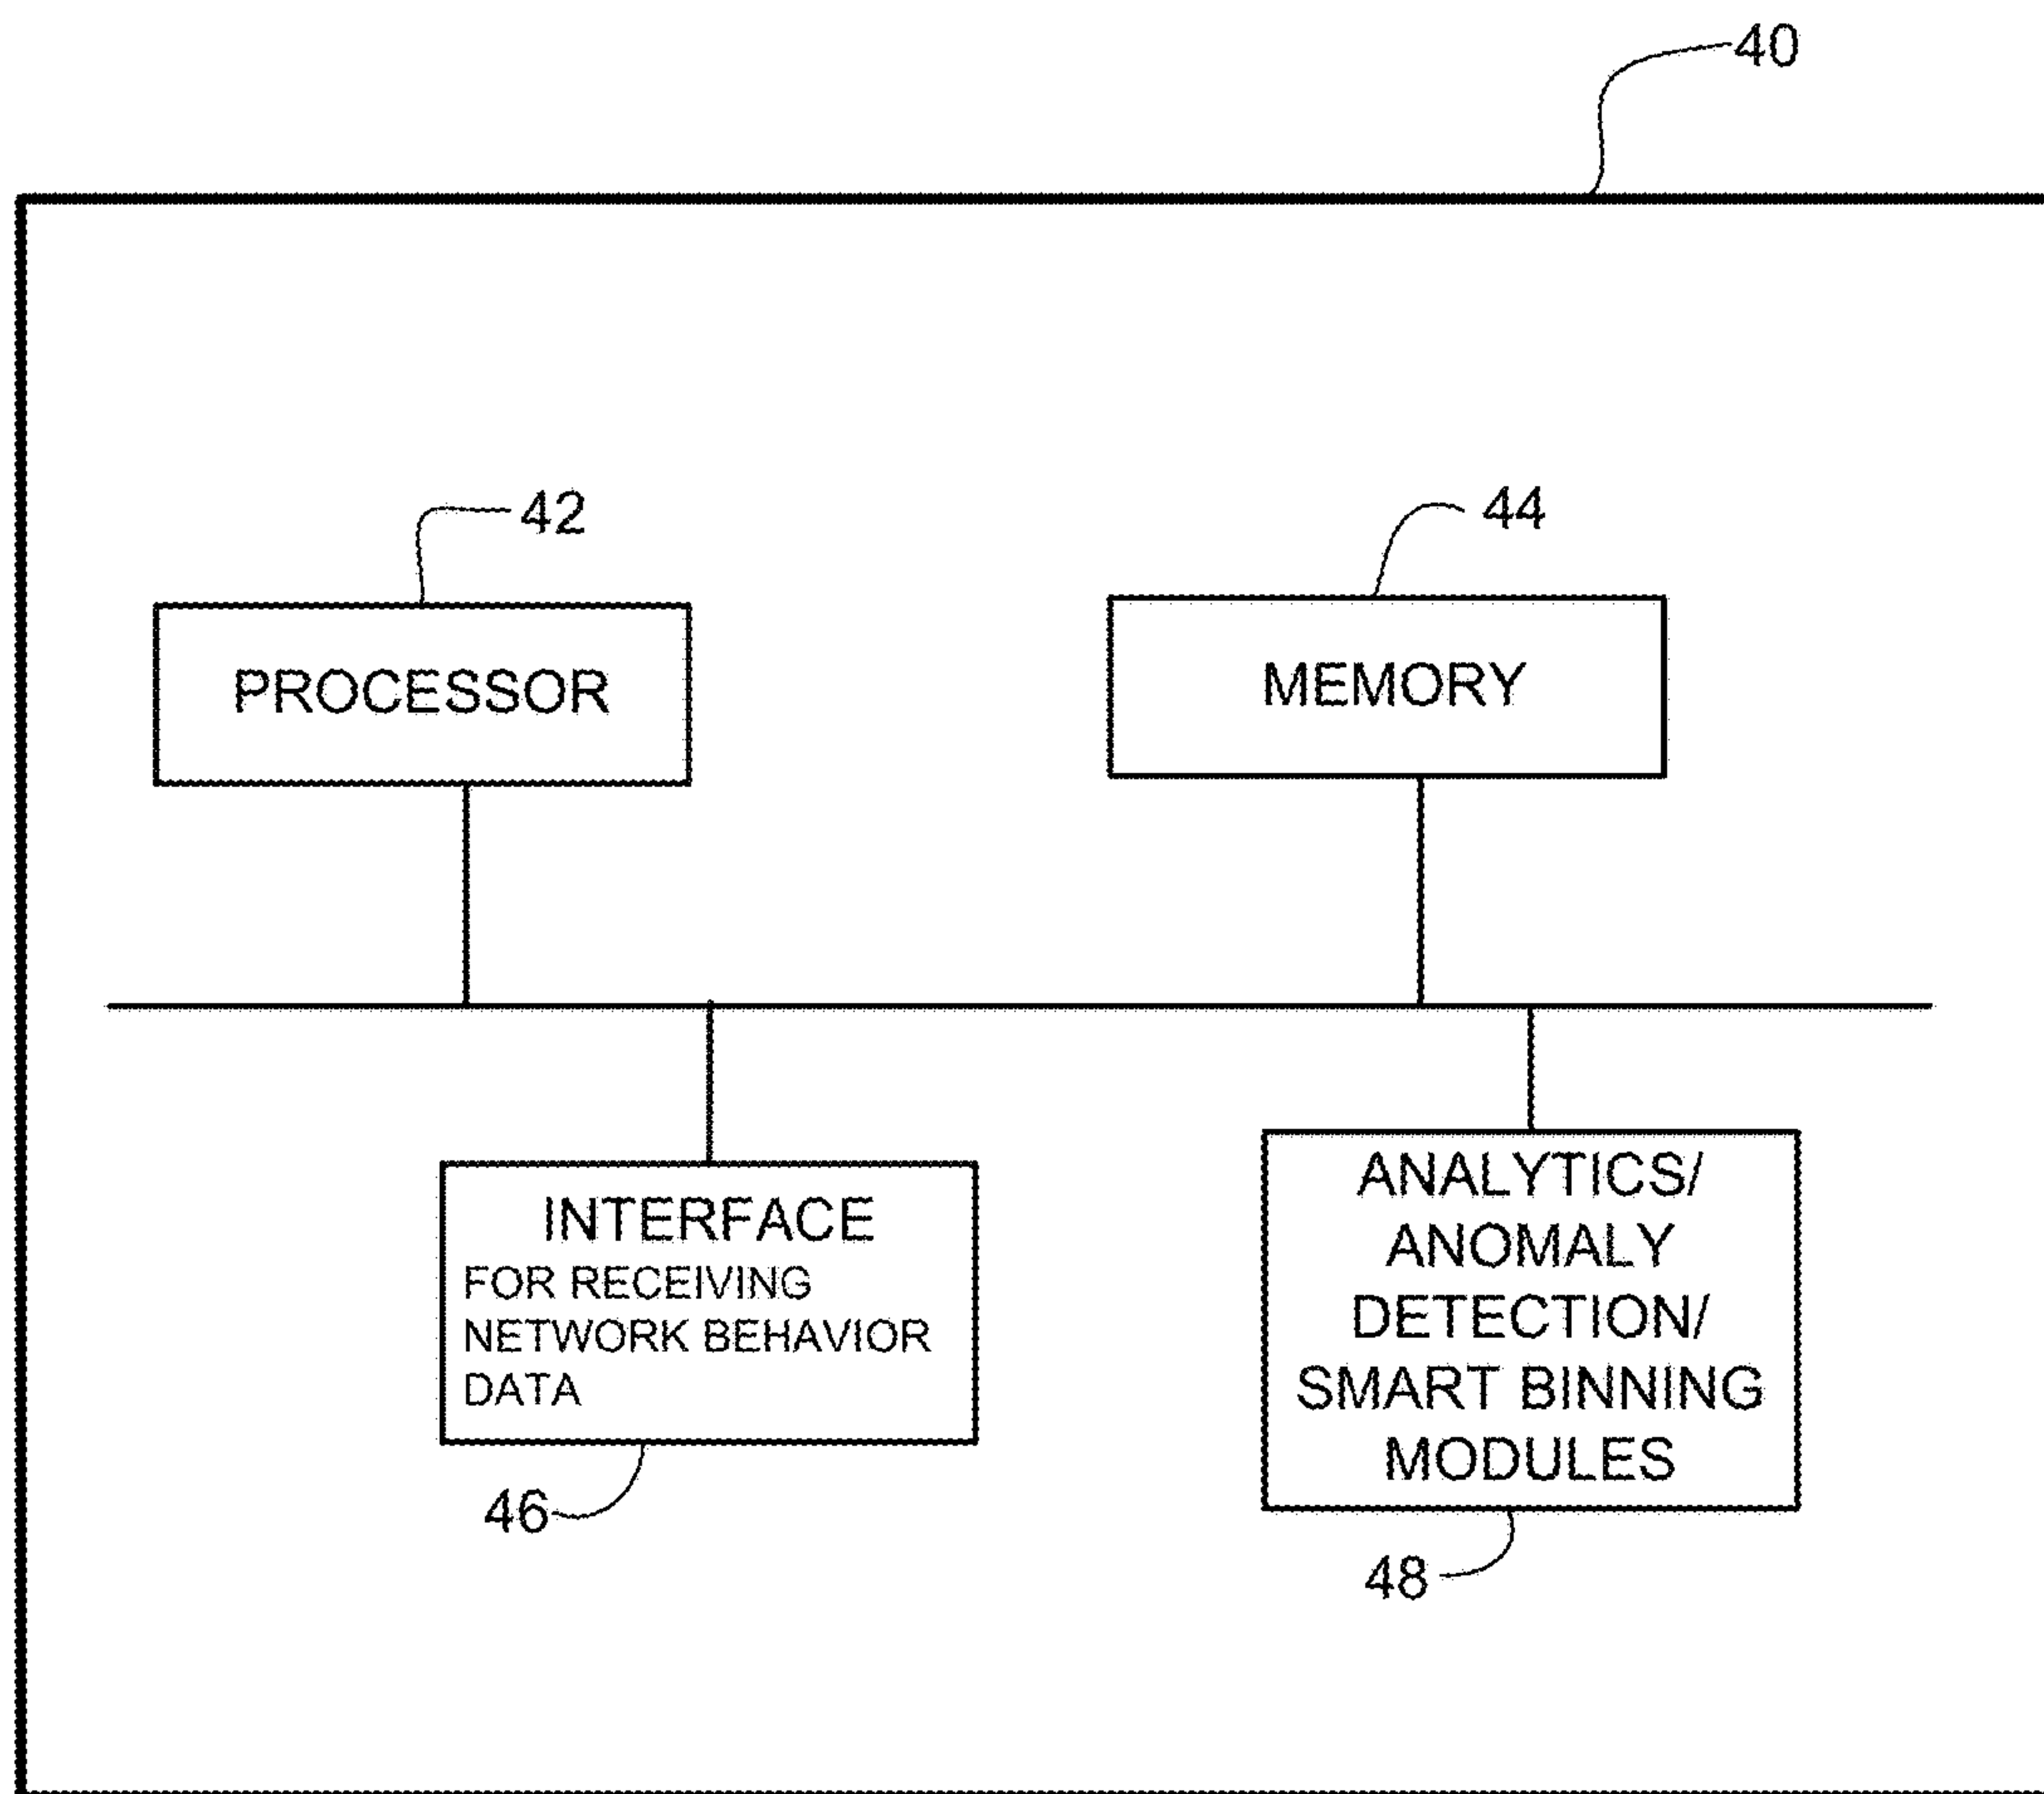 40
42
44
PROCESSOR
MEMORY
INTERFACE
FOR RECEIVING
NETWORK BEHAVIOR
DATA
46
ANALYTICS/
ANOMALY
DETECTION/
SMART BINNING
MODULES
48